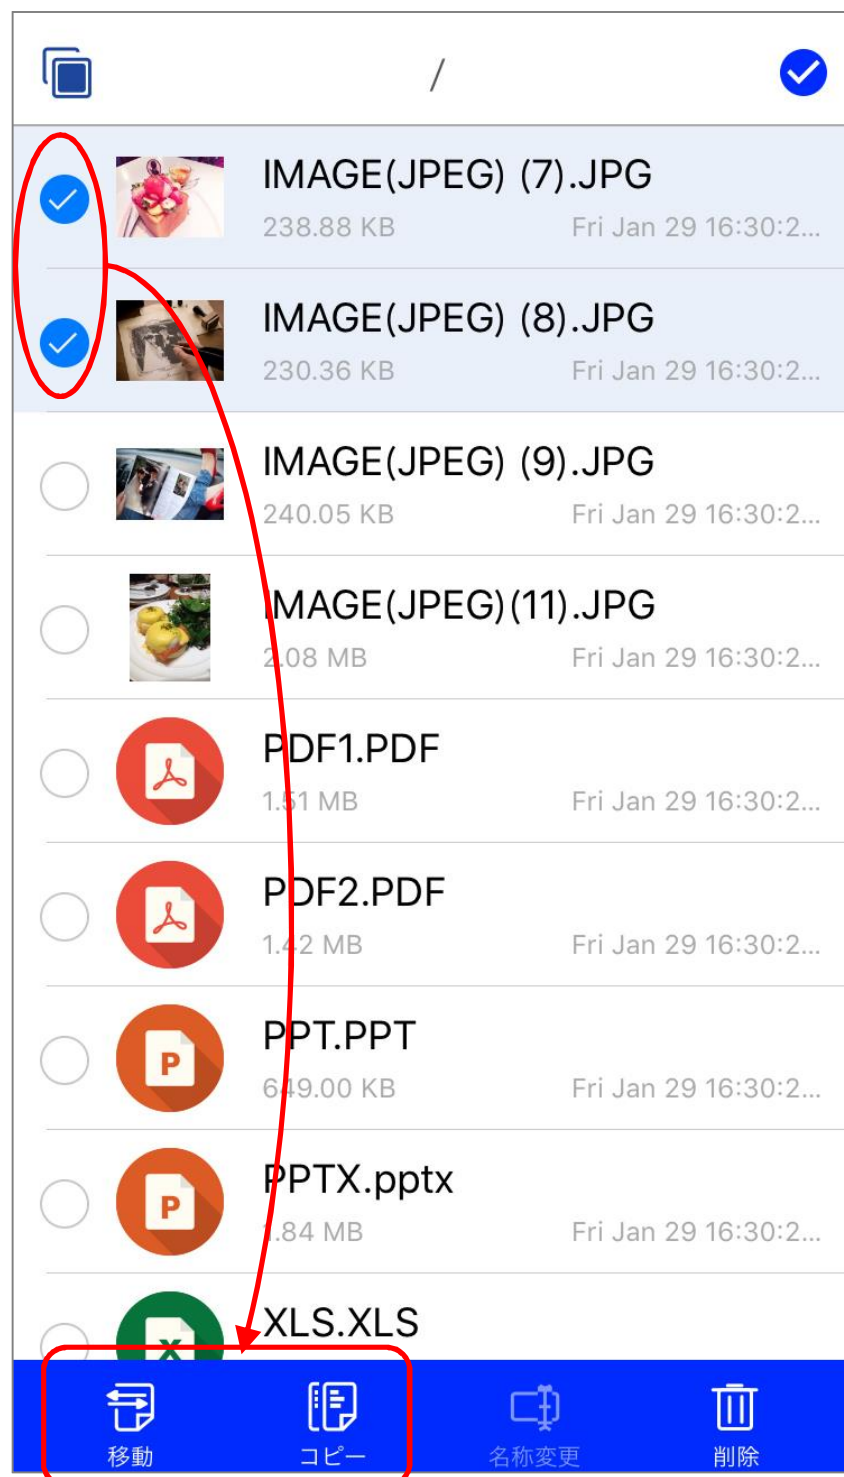 /
IMAGE(JPEG) (7).JPG
238.88 KB Fri Jan 29 16:30:2...
IMAGE(JPEG) (8).JPG
230.36 KB Fri Jan 29 16:30:2...
IMAGE(JPEG) (9).JPG
240.05 KB Fri Jan 29 16:30:2...
IMAGE(JPEG)(11).JPG
2.08 MB Fri Jan 29 16:30:2...
PDF1.PDF
1.51 MB Fri Jan 29 16:30:2...
PDF2.PDF
1.42 MB Fri Jan 29 16:30:2...
PPT.PPT
P
649.00 KB Fri Jan 29 16:30:2...
PPTX.pptx
P
1.84 MB Fri Jan 29 16:30:2...
XLS.XLS
X
移動 コピー 名称変更 削除